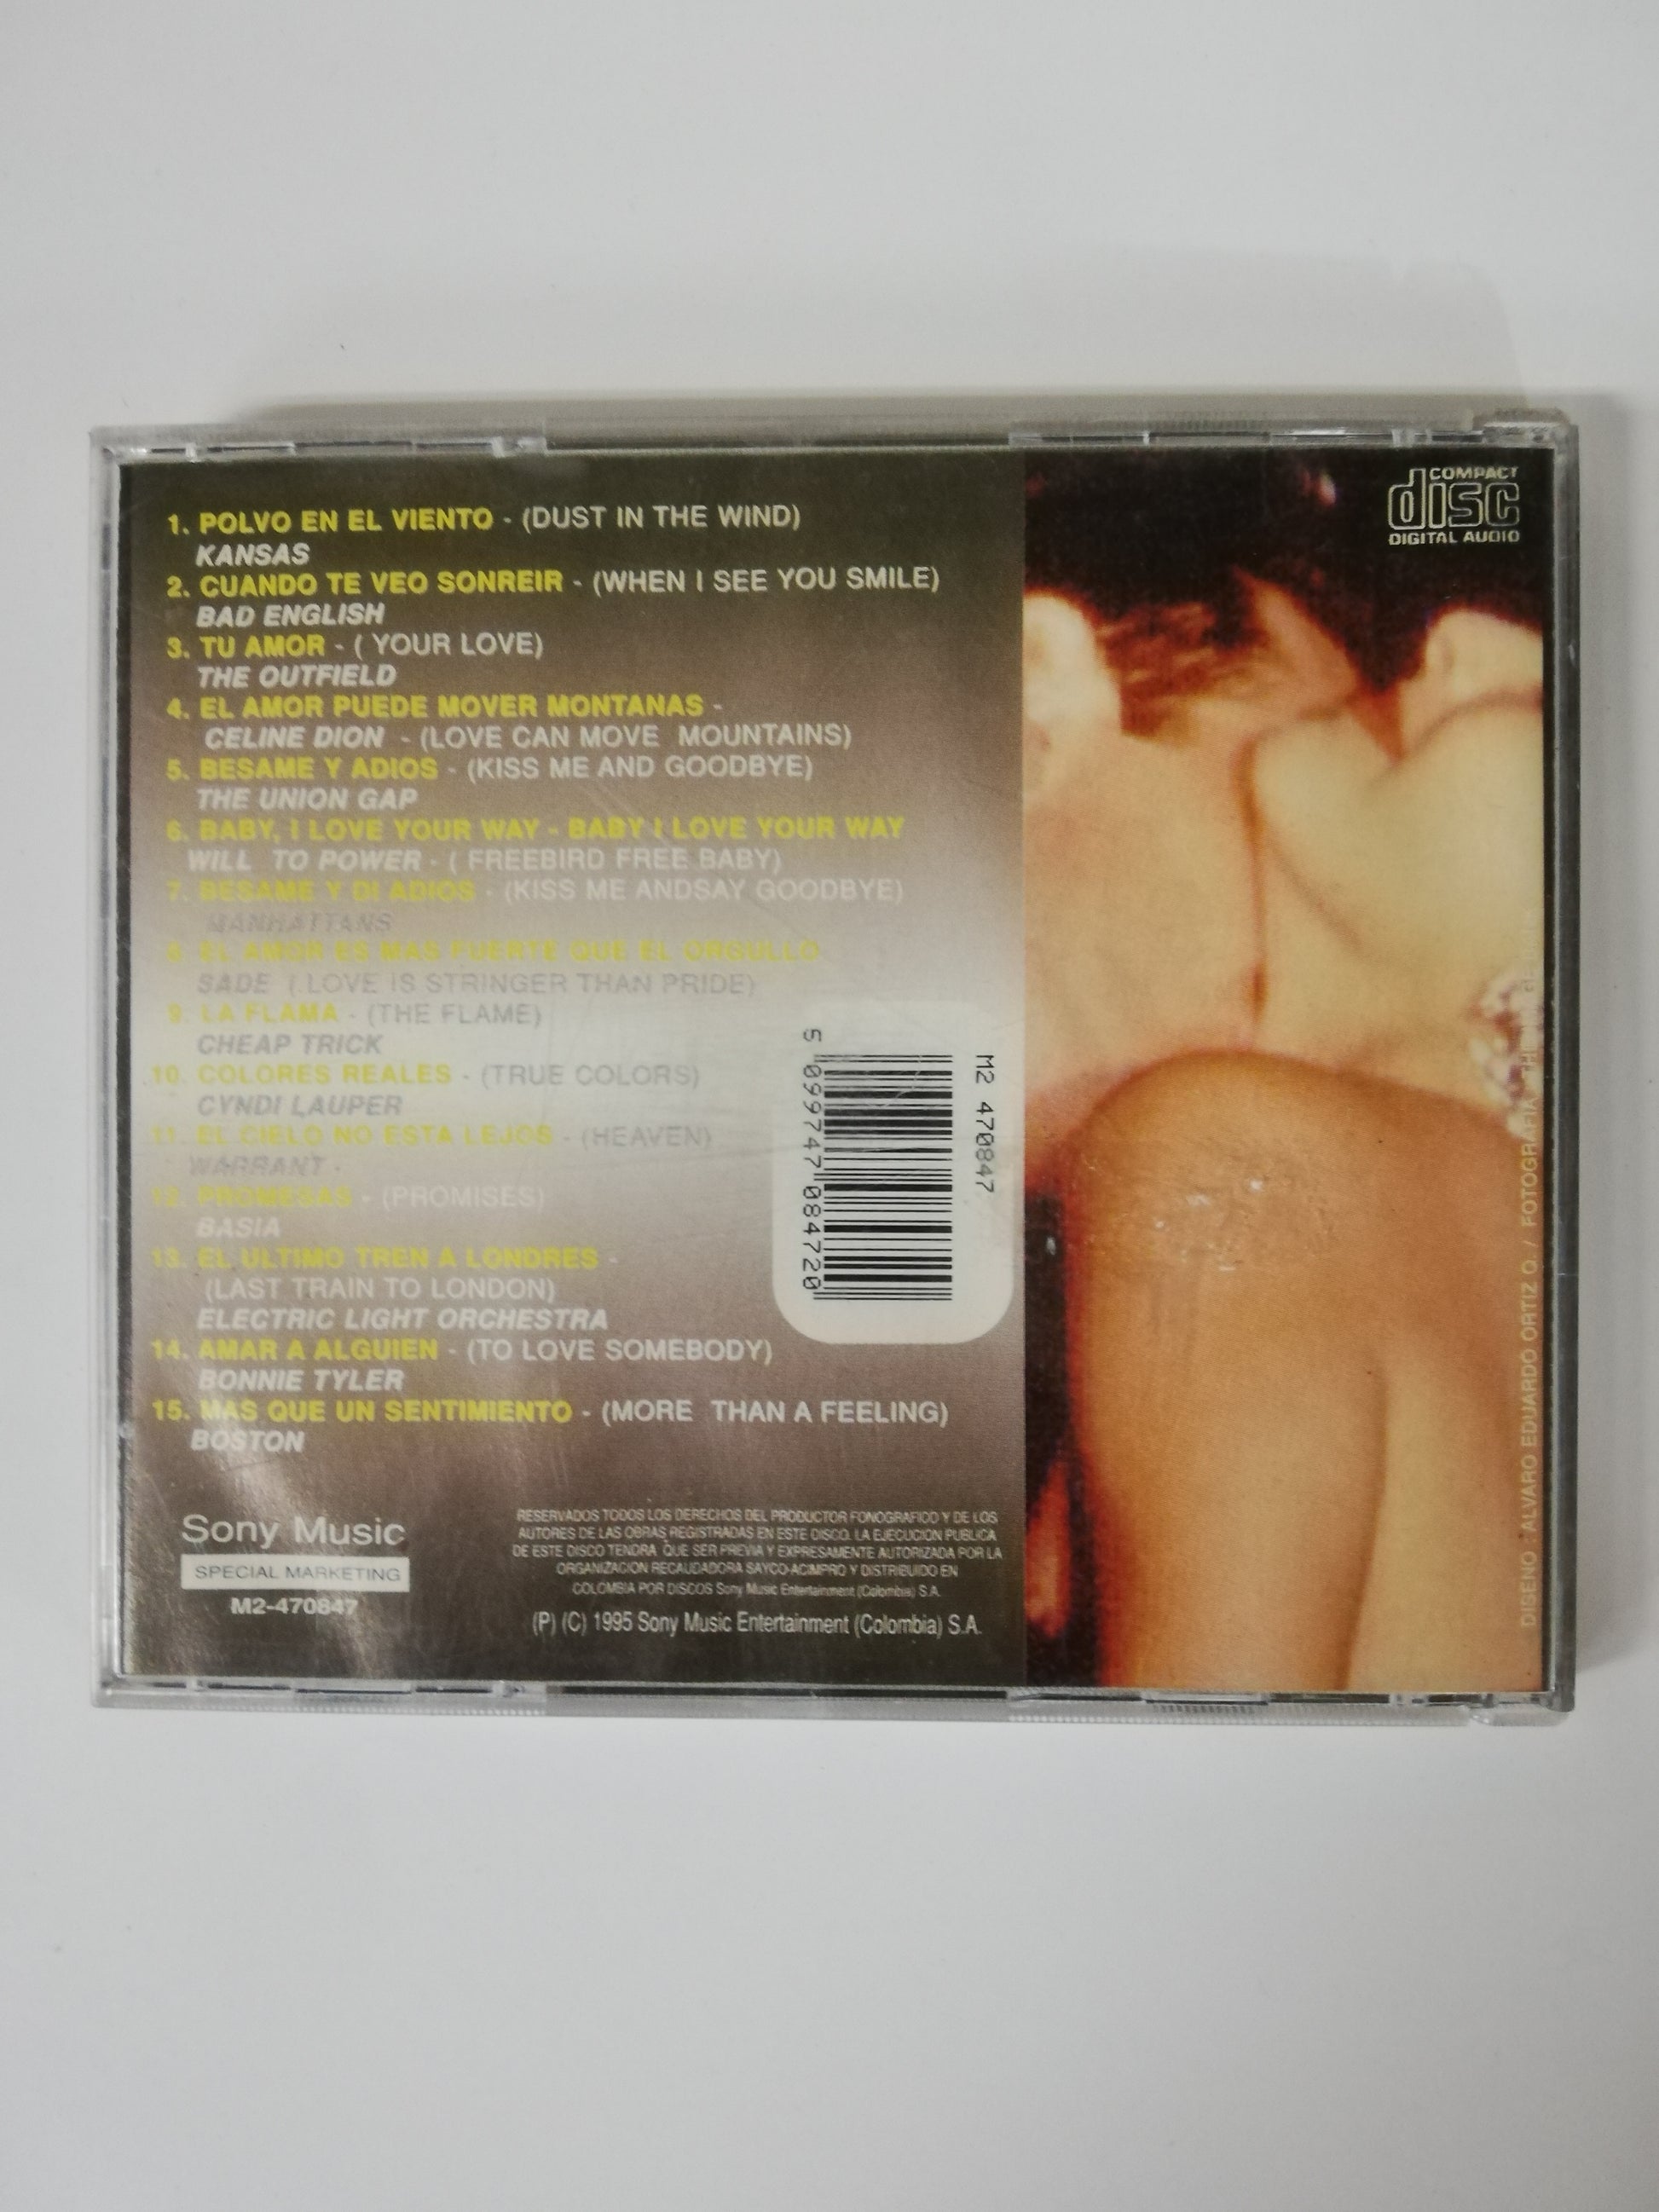 COMPACT
disc
DIGITAL AUDIO
1. POLVO EN EL VIENTO - (DUST IN THE WIND)
KANSAS
2. CUANDO TE VEO SONREIR - (WHEN I SEE YOU SMILE)
BAD ENGLISH
3. TU AMOR - ( YOUR LOVE)
THE OUTFIELD
4. EL AMOR PUEDE MOVER MONTANAS -
CELINE DION - (LOVE CAN MOVE MOUNTAINS)
5. BESAME Y ADIOS - (KISS ME AND GOODBYE)
THE UNION GAP
6. BABY, I LOVE YOUR WAY - BABY I LOVE YOUR WAY
WILL TO POWER - ( FREEBIRD FREE BABY)
7. BESAME Y DI ADIOS - (KISS ME ANDSAY GOODBYE)
MANHATTANS
8. EL AMOR ES MAS FUERTE QUE EL ORGULLO
SADE ( LOVE IS STRINGER THAN PRIDE)
9. LA FLAMA - (THE FLAME)
CHEAP TRICK
10. COLORES REALES - (TRUE COLORS)
CYNDI LAUPER
11. EL CIELO NO ESTA LEJOS - (HEAVEN)
WARRANT -
12. PROMESAS - (PROMISES)
BASIA
13. EL ULTIMO TREN A LONDRES -
(LAST TRAIN TO LONDON)
ELECTRIC LIGHT ORCHESTRA
14. AMAR A ALGUIEN - (TO LOVE SOMEBODY)
BONNIE TYLER
15. MAS QUE UN SENTIMIENTO - (MORE THAN A FEELING)
BOSTON
M2 470847
5 099747 084720
Sony Music
SPECIAL MARKETING
M2-470847
RESERVADOS TODOS LOS DERECHOS DEL PRODUCTOR FONOGRAFICO Y DE LOS
AUTORES DE LAS OBRAS REGISTRADAS EN ESTE DISCO. LA EJECUCION PUBLICA
DE ESTE DISCO TENDRA QUE SER PREVIA Y EXPRESAMENTE AUTORIZADA POR LA
ORGANIZACION RECAUDADORA SAYCO-ACIMPRO Y DISTRIBUIDO EN
COLOMBIA POR DISCOS Sony Music Entertainment (Colombia) S.A.
(P) (C) 1995 Sony Music Entertainment (Colombia) S.A.
DISENO : ALVARO EDUARDO ORTIZ Q. / FOTOGRAFIA